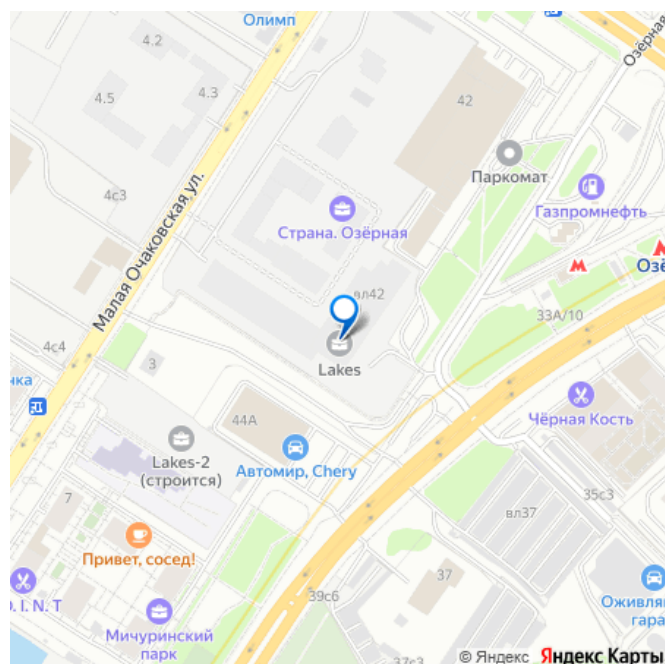 Олимп
Озёрная
4.2
4.5
4.3
42
Паркомат
4с3
Газпромнефть
Малая Очаковская ул.
Страна. Озёрная
Озё
вл42
33А/10
4с4
3
Lakes
нка
44А
Чёрная Кость
Lakes-2
(строится)
Автомир, Chery
35с3
7
вл37
Привет, сосед!
37
O. I. N. T
39с6
Оживля
гара
Мичуринский
парк
37с3
© Яндекс Яндекс Карты